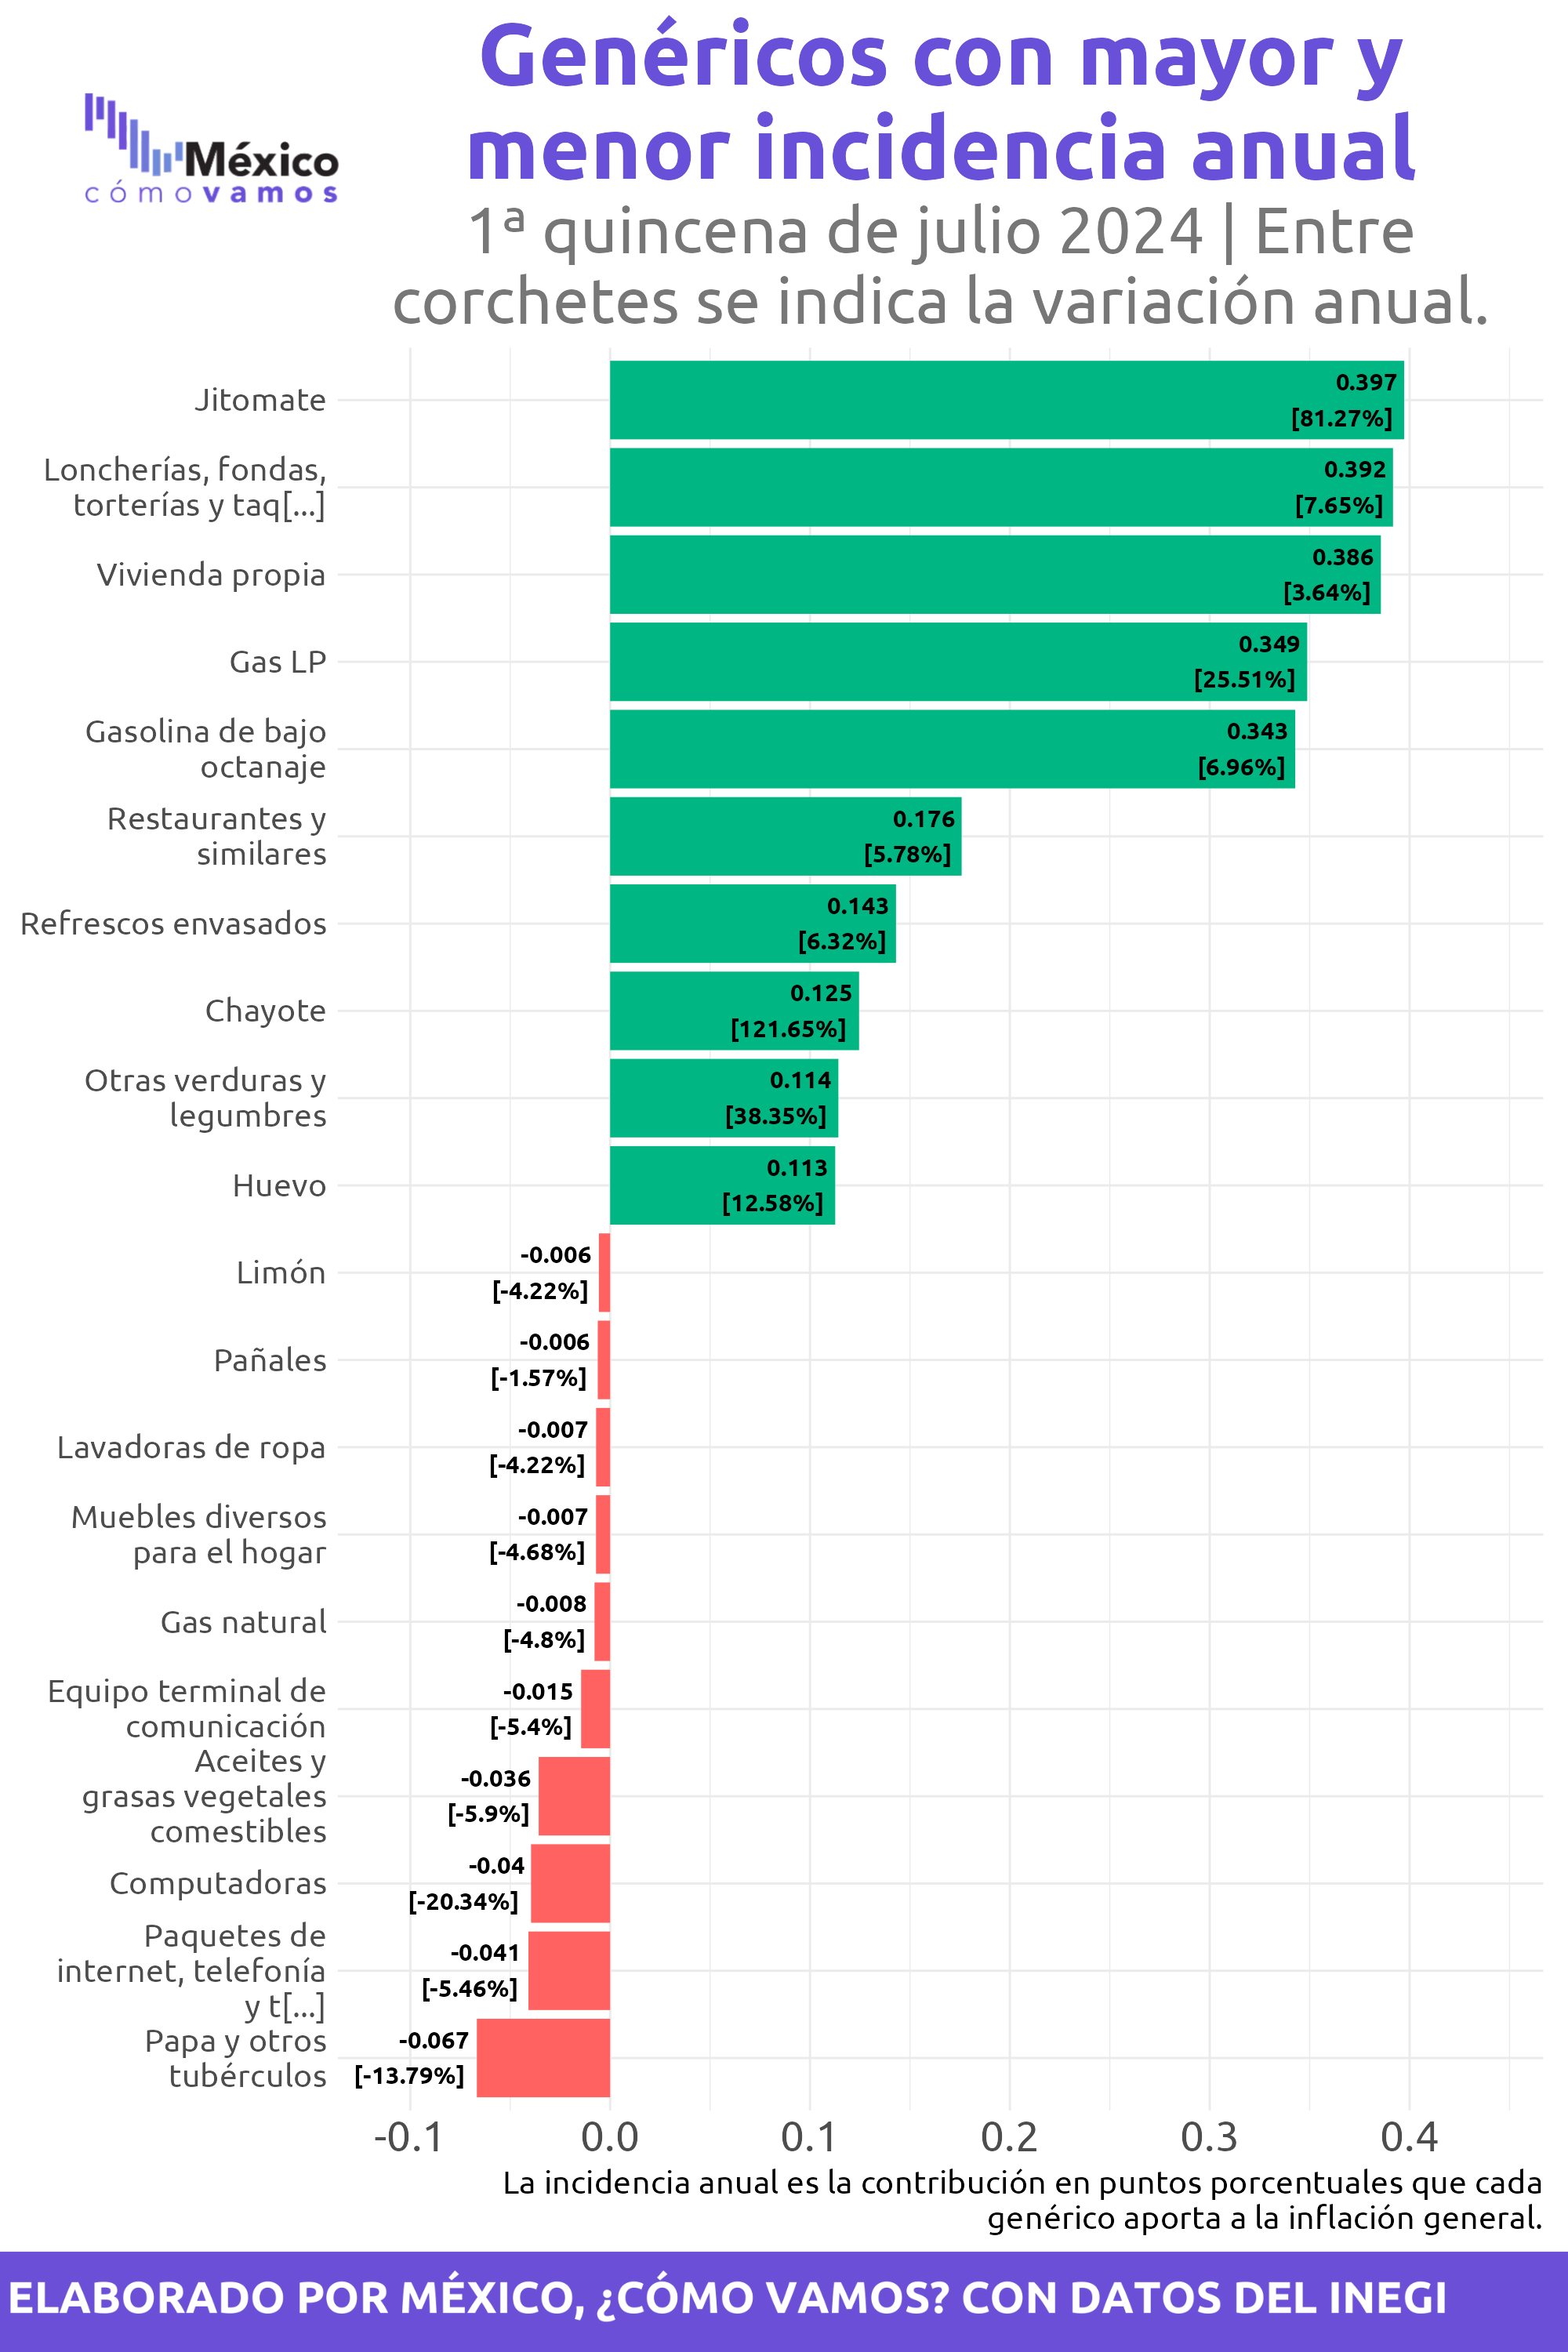 México
cómovamos
Genéricos con mayor y
menor incidencia anual
1ª quincena de julio 2024 | Entre
corchetes se indica la variación anual.
Jitomate
0.397
[81.27%]
Loncherías, fondas,
torterías y taq[...]
0.392
[7.65%]
Vivienda propia
0.386
[3.64%]
Gas LP
0.349
[25.51%]
Gasolina de bajo
octanaje
0.343
[6.96%]
Restaurantes y
similares
0.176
[5.78%]
Refrescos envasados
0.143
[6.32%]
Chayote
0.125
[121.65%]
Otras verduras y
legumbres
0.114
[38.35%]
Huevo
0.113
[12.58%]
Limón
-0.006
[-4.22%]
Pañales
-0.006
[-1.57%]
Lavadoras de ropa
-0.007
[-4.22%]
Muebles diversos
para el hogar
-0.007
[-4.68%]
Gas natural
-0.008
[-4.8%]
Equipo terminal de
comunicación
-0.015
[-5.4%]
Aceites y
grasas vegetales
comestibles
-0.036
[-5.9%]
Computadoras
-0.04
[-20.34%]
Paquetes de
internet, telefonía
y t[...]
-0.041
[-5.46%]
Papa y otros
tubérculos
-0.067
[-13.79%]
-0.1 0.0 0.1 0.2 0.3 0.4
La incidencia anual es la contribución en puntos porcentuales que cada
genérico aporta a la inflación general.
ELABORADO POR MÉXICO, ¿CÓMO VAMOS? CON DATOS DEL INEGI